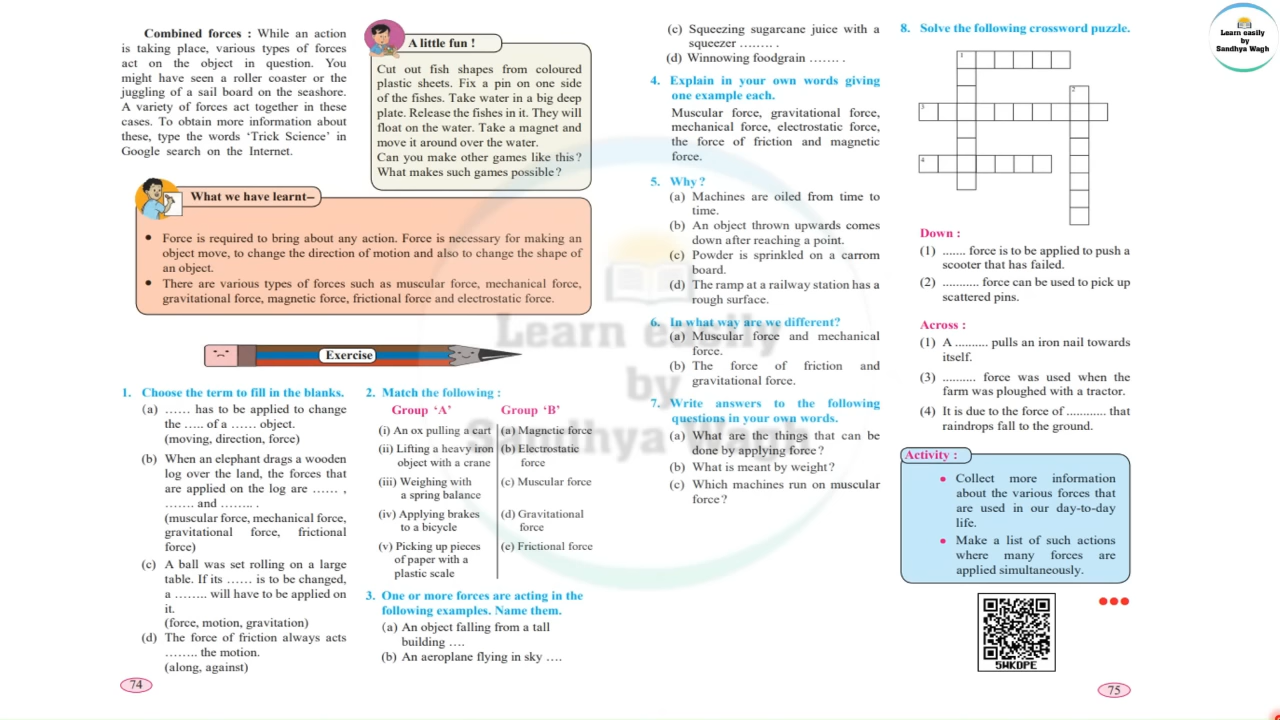 Combined forces : While an action
is taking place, various types of forces
act on the object in question. You
might have seen a roller coaster or the
juggling of a sail board on the seashore.
A variety of forces act together in these
cases. To obtain more information about
these, type the words ‘Trick Science’ in
Google search on the Internet.
A little fun !
Cut out fish shapes from coloured
plastic sheets. Fix a pin on one side
of the fishes. Take water in a big deep
plate. Release the fishes in it. They will
float on the water. Take a magnet and
move it around over the water.
Can you make other games like this?
What makes such games possible?
What we have learnt–
• Force is required to bring about any action. Force is necessary for making an
object move, to change the direction of motion and also to change the shape of
an object.
• There are various types of forces such as muscular force, mechanical force,
gravitational force, magnetic force, frictional force and electrostatic force.
Exercise
1. Choose the term to fill in the blanks.
(a) ...... has to be applied to change
the ..... of a ...... object.
(moving, direction, force)
(b) When an elephant drags a wooden
log over the land, the forces that
are applied on the log are ...... ,
....... and ........ .
(muscular force, mechanical force,
gravitational force, frictional
force)
(c) A ball was set rolling on a large
table. If its ...... is to be changed,
a ........ will have to be applied on
it.
(force, motion, gravitation)
(d) The force of friction always acts
........ the motion.
(along, against)
74
2. Match the following :
Group ‘A’ Group ‘B’
(i) An ox pulling a cart (a) Magnetic force
(ii) Lifting a heavy iron (b) Electrostatic
object with a crane force
(iii) Weighing with (c) Muscular force
a spring balance
(iv) Applying brakes (d) Gravitational
to a bicycle force
(v) Picking up pieces (e) Frictional force
of paper with a
plastic scale
3. One or more forces are acting in the
following examples. Name them.
(a) An object falling from a tall
building ....
(b) An aeroplane flying in sky ....
(c) Squeezing sugarcane juice with a
squeezer ........ .
(d) Winnowing foodgrain ....... .
4. Explain in your own words giving
one example each.
Muscular force, gravitational force,
mechanical force, electrostatic force,
the force of friction and magnetic
force.
5. Why?
(a) Machines are oiled from time to
time.
(b) An object thrown upwards comes
down after reaching a point.
(c) Powder is sprinkled on a carrom
board.
(d) The ramp at a railway station has a
rough surface.
6. In what way are we different?
(a) Muscular force and mechanical
force.
(b) The force of friction and
gravitational force.
7. Write answers to the following
questions in your own words.
(a) What are the things that can be
done by applying force?
(b) What is meant by weight?
(c) Which machines run on muscular
force?
Learn easily
by
Sandhya Wagh
8. Solve the following crossword puzzle.
1
2
3
4
Down :
(1) ....... force is to be applied to push a
scooter that has failed.
(2) ........... force can be used to pick up
scattered pins.
Across :
(1) A .......... pulls an iron nail towards
itself.
(3) .......... force was used when the
farm was ploughed with a tractor.
(4) It is due to the force of ............ that
raindrops fall to the ground.
Activity :
• Collect more information
about the various forces that
are used in our day-to-day
life.
• Make a list of such actions
where many forces are
applied simultaneously.
5WKDPE
75
Learn easily
by
Sandhya Wagh